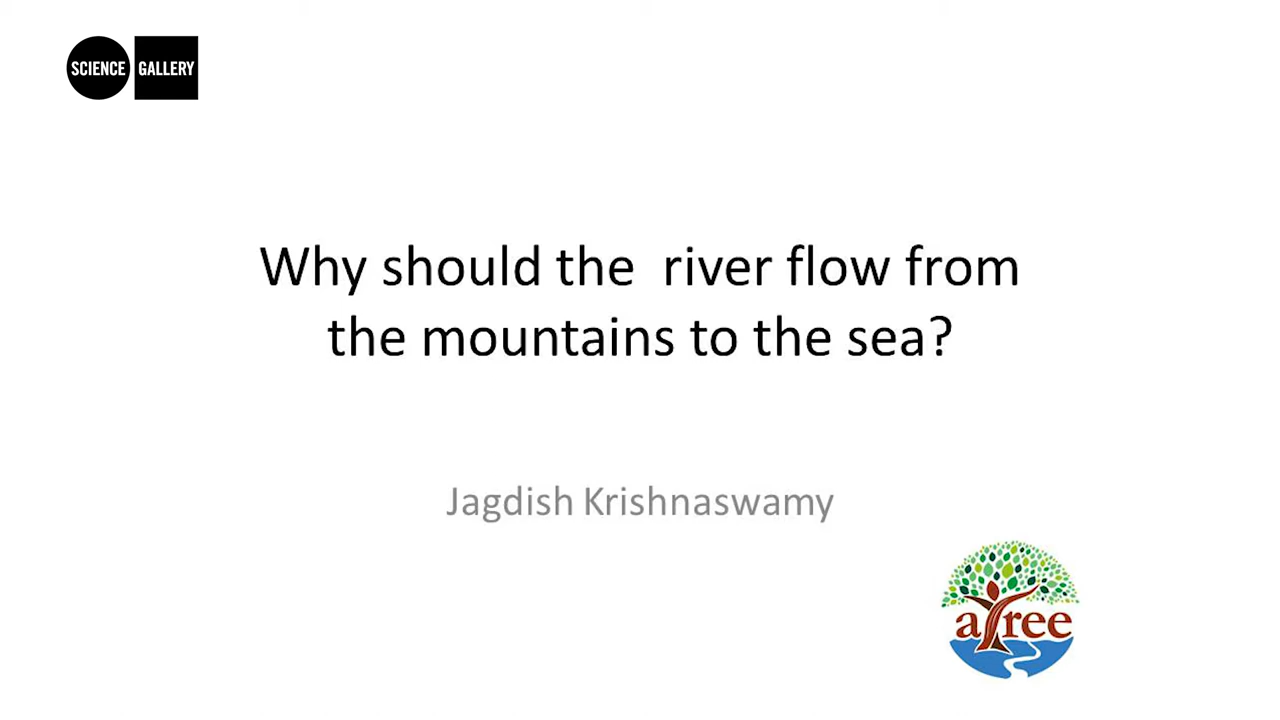 SCIENCE GALLERY
Why should the  river flow from
the mountains to the sea?
Jagdish Krishnaswamy
aTree